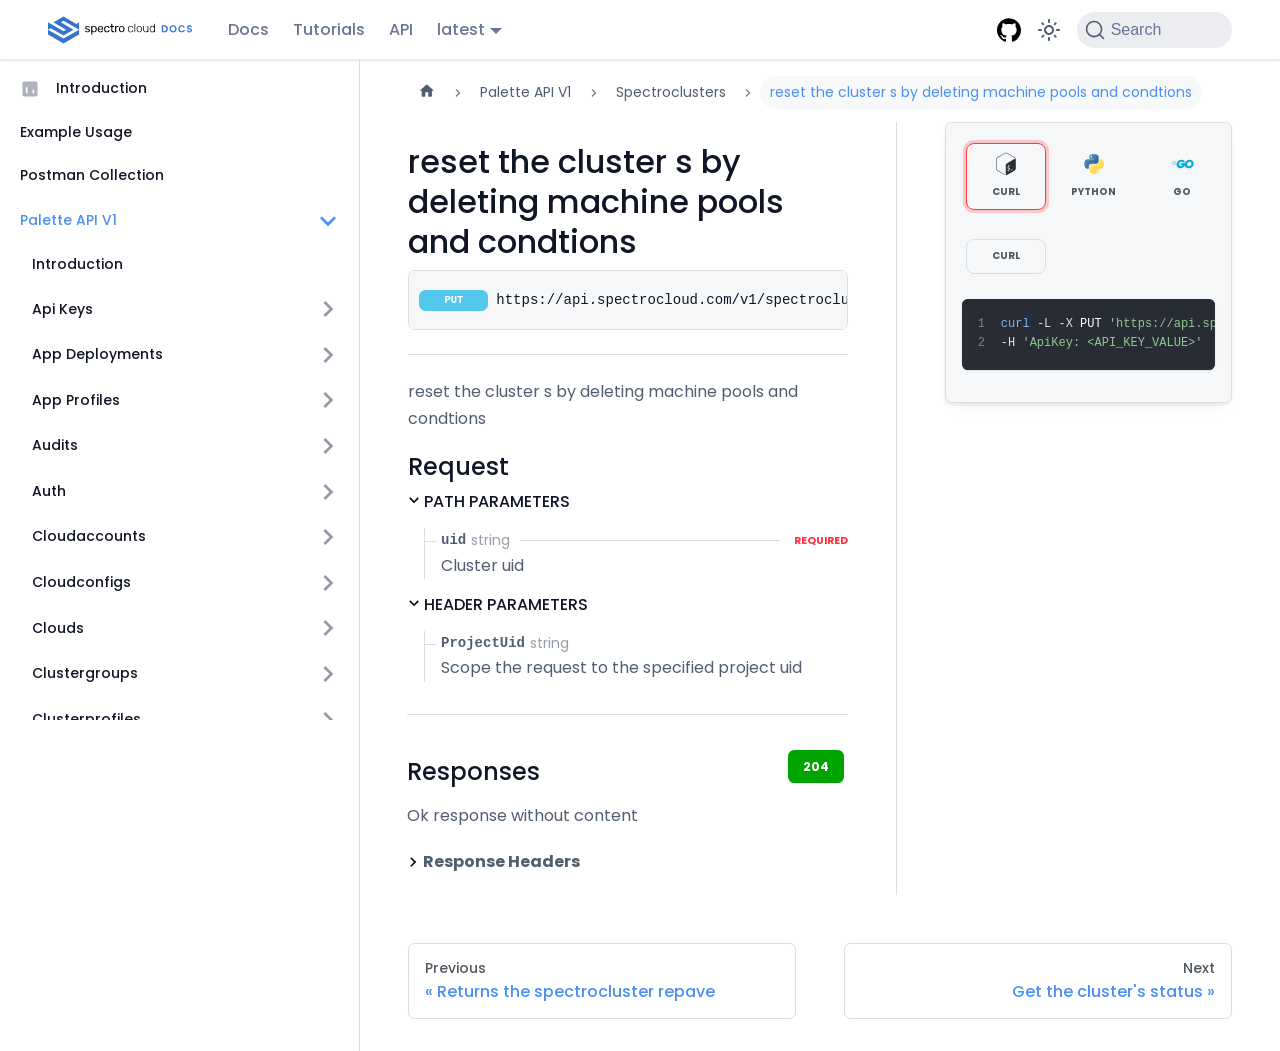 spectro cloud DOCS Docs Tutorials API latest Search
Introduction
Example Usage
Postman Collection
Palette API V1
Introduction
Api Keys
App Deployments
App Profiles
Audits
Auth
Cloudaccounts
Cloudconfigs
Clouds
Clustergroups
Clusterprofiles
Palette API V1 Spectroclusters reset the cluster s by deleting machine pools and condtions
reset the cluster s by
deleting machine pools
and condtions
PUT https://api.spectrocloud.com/v1/spectroclu
reset the cluster s by deleting machine pools and
condtions
Request
PATH PARAMETERS
uid string REQUIRED
Cluster uid
HEADER PARAMETERS
ProjectUid string
Scope the request to the specified project uid
Responses 204
Ok response without content
Response Headers
CURL PYTHON GO
CURL
1 curl -L -X PUT 'https://api.sp
2 -H 'ApiKey: <API_KEY_VALUE>'
Previous
« Returns the spectrocluster repave
Next
Get the cluster's status »